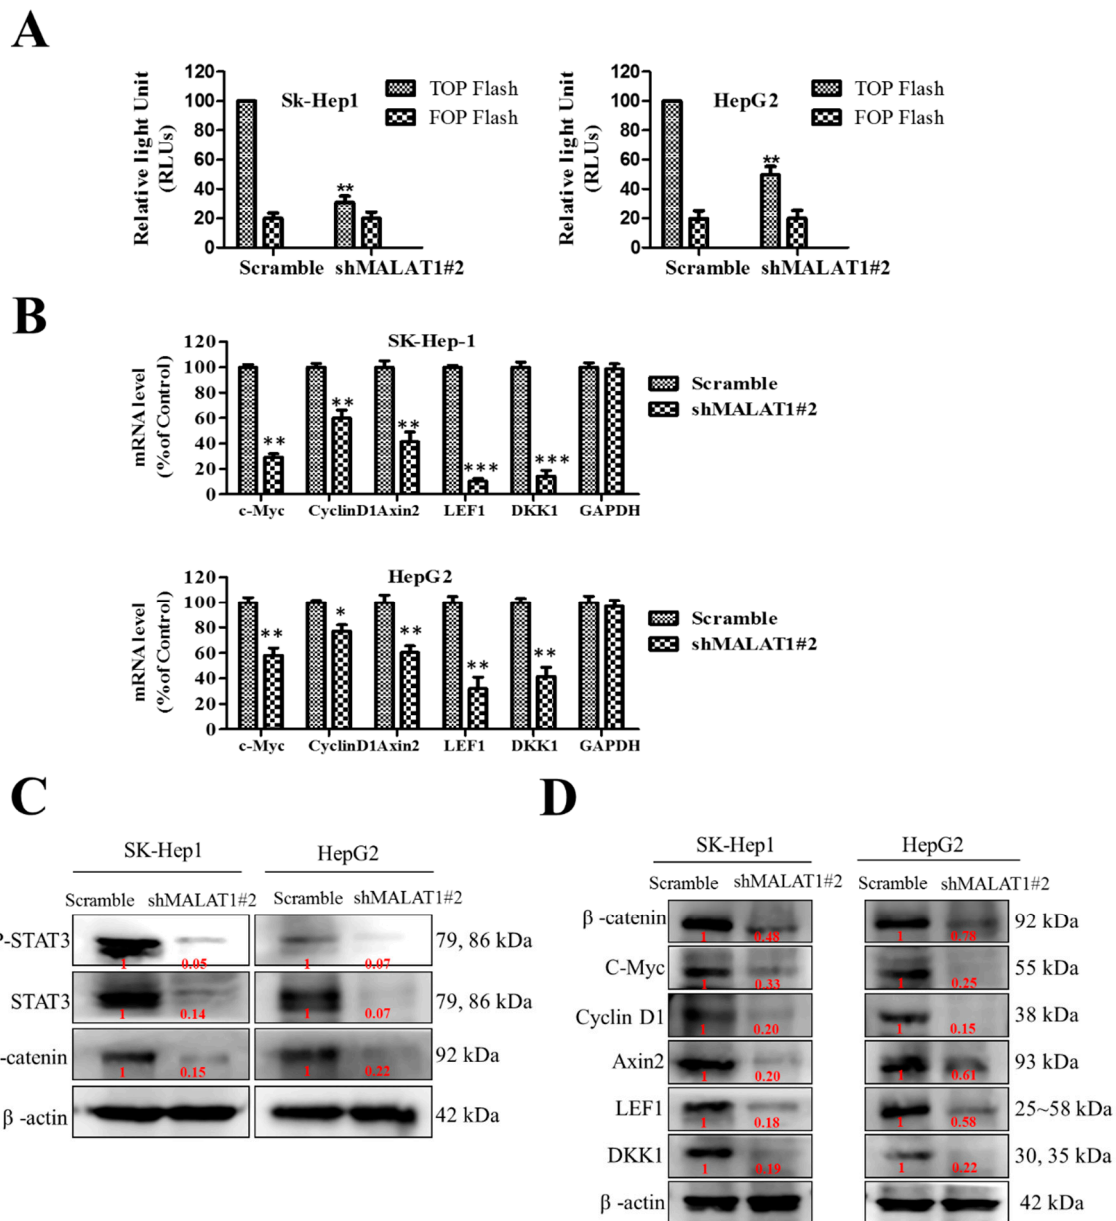 A
Relative light Unit
(RLUs)
120
100
80
60
40
20
0
Sk-Hep1
TOP Flash
FOP Flash
**
Scramble shMALAT1#2
Relative light Unit
(RLUs)
120
100
80
60
40
20
0
HepG2
TOP Flash
FOP Flash
**
Scramble shMALAT1#2
B
SK-Hep-1
mRNA level
(% of Control)
120
100
80
60
40
20
0
** ** ** *** ***
c-Myc CyclinD1 Axin2 LEF1 DKK1 GAPDH
Scramble
shMALAT1#2
HepG2
mRNA level
(% of Control)
120
100
80
60
40
20
0
** * ** ** **
c-Myc CyclinD1 Axin2 LEF1 DKK1 GAPDH
Scramble
shMALAT1#2
C
SK-Hep1 HepG2
Scramble shMALAT1#2 Scramble shMALAT1#2
P-STAT3 79, 86 kDa
1 0.05 1 0.07
STAT3 79, 86 kDa
1 0.14 1 0.07
-catenin 92 kDa
1 0.15 1 0.22
β -actin 42 kDa
D
SK-Hep1 HepG2
Scramble shMALAT1#2 Scramble shMALAT1#2
β -catenin 92 kDa
1 0.48 1 0.78
C-Myc 55 kDa
1 0.33 1 0.25
Cyclin D1 38 kDa
1 0.20 1 0.15
Axin2 93 kDa
1 0.20 1 0.61
LEF1 25~58 kDa
1 0.18 1 0.58
DKK1 30, 35 kDa
1 0.19 1 0.22
β -actin 42 kDa